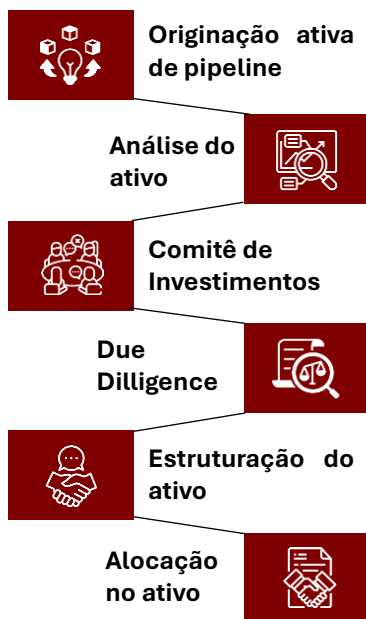 Originação ativa
de pipeline
Análise do
ativo
Comitê de
Investimentos
Due
Dilligence
Estruturação do
ativo
Alocação
no ativo